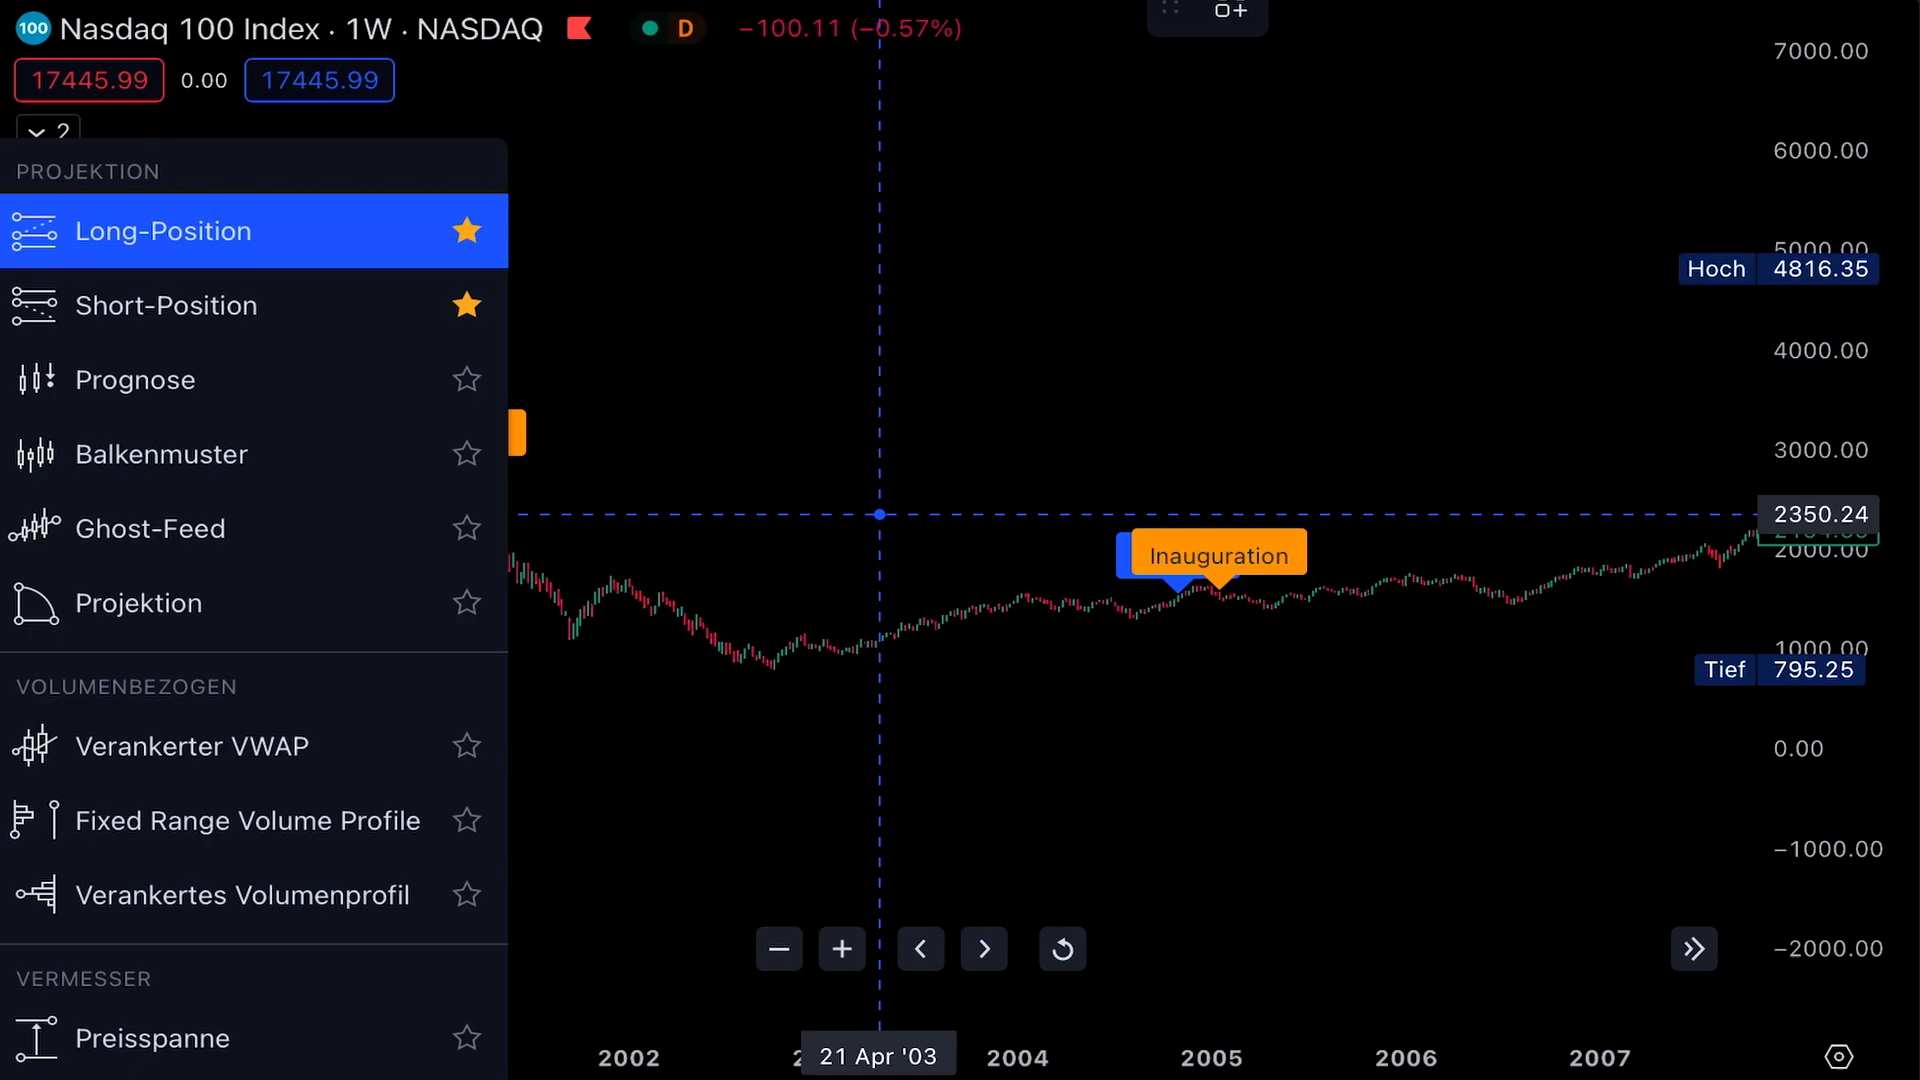 100 Nasdaq 100 Index · 1W · NASDAQ D −100.11 (−0.57%)
17445.99 0.00 17445.99
2
PROJEKTION
Long-Position
Short-Position
Prognose
Balkenmuster
Ghost-Feed
Projektion
VOLUMENBEZOGEN
Verankerter VWAP
Fixed Range Volume Profile
Verankertes Volumenprofil
VERMESSER
Preisspanne
Inauguration
7000.00
6000.00
5000.00
Hoch 4816.35
4000.00
3000.00
2350.24
2000.00
1000.00
Tief 795.25
0.00
−1000.00
−2000.00
2002 21 Apr '03 2004 2005 2006 2007